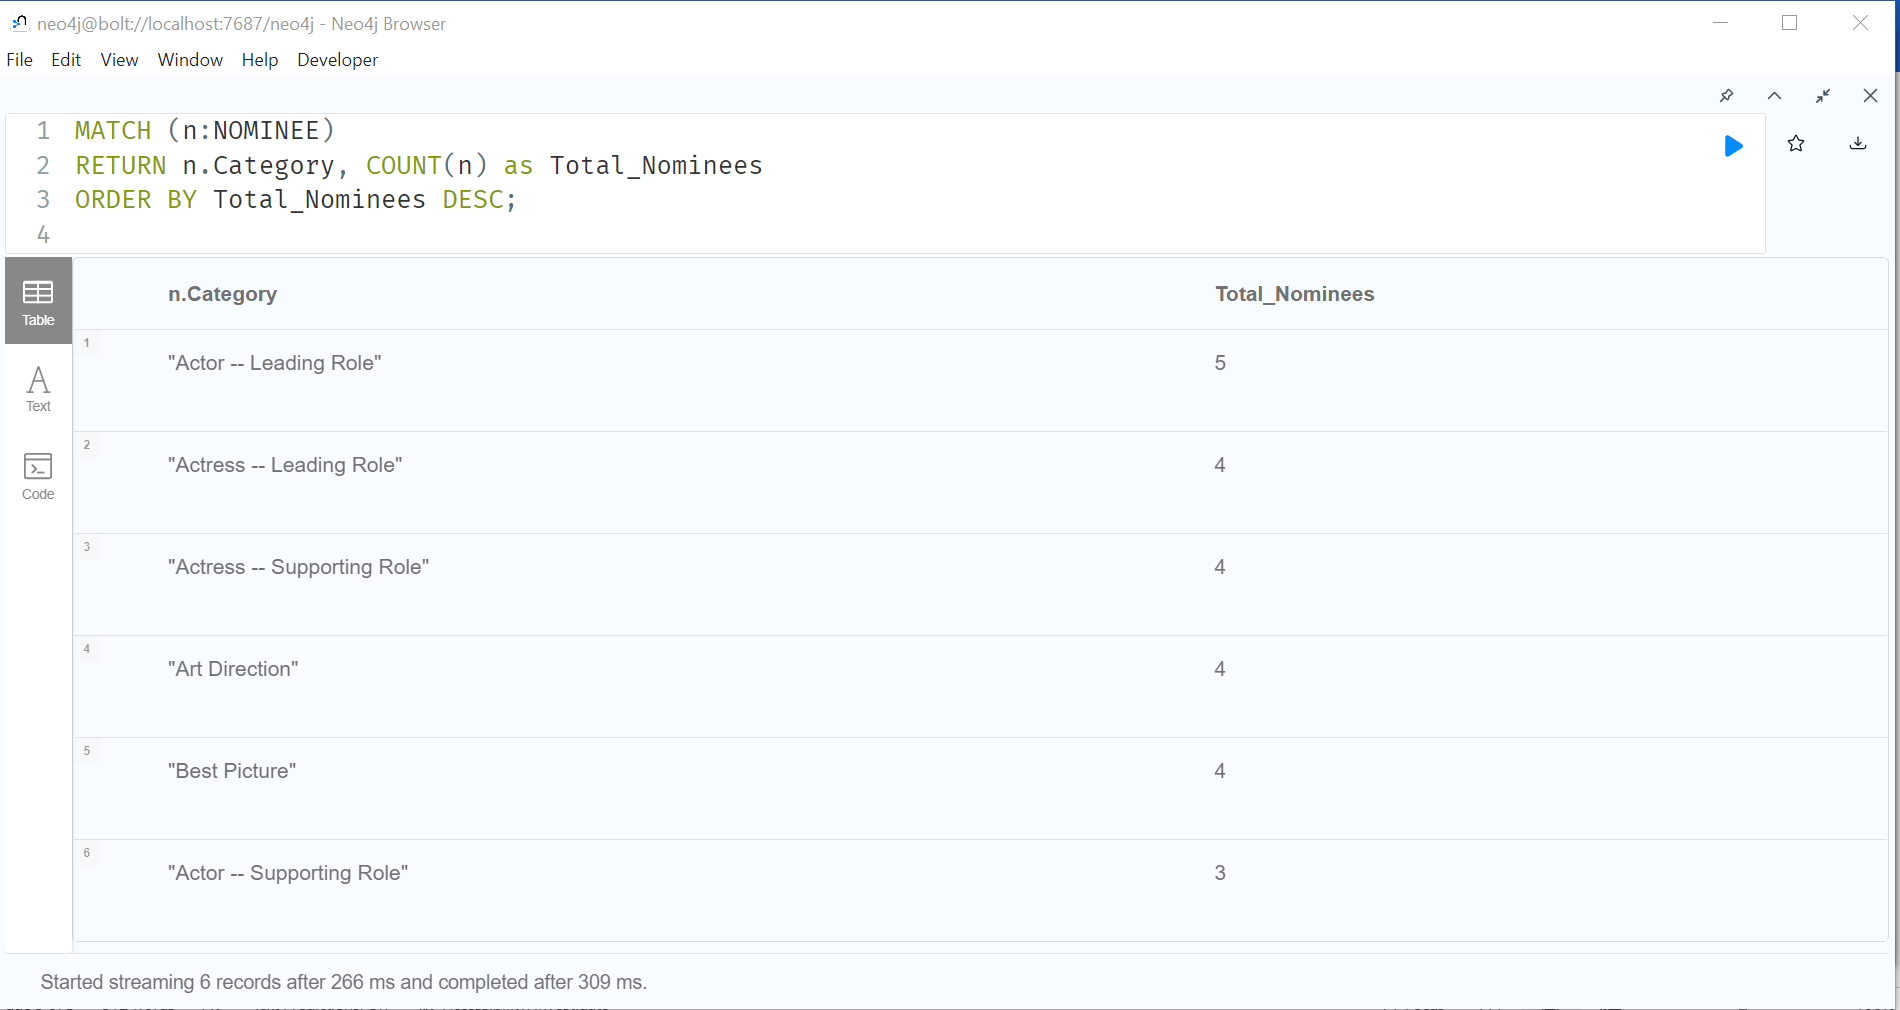 neo4j@bolt://localhost:7687/neo4j - Neo4j Browser
File Edit View Window Help Developer
1 MATCH (n:NOMINEE)
2 RETURN n.Category, COUNT(n) as Total_Nominees
3 ORDER BY Total_Nominees DESC;
4
Table
Text
Code
n.Category Total_Nominees
1 "Actor -- Leading Role" 5
2 "Actress -- Leading Role" 4
3 "Actress -- Supporting Role" 4
4 "Art Direction" 4
5 "Best Picture" 4
6 "Actor -- Supporting Role" 3
Started streaming 6 records after 266 ms and completed after 309 ms.